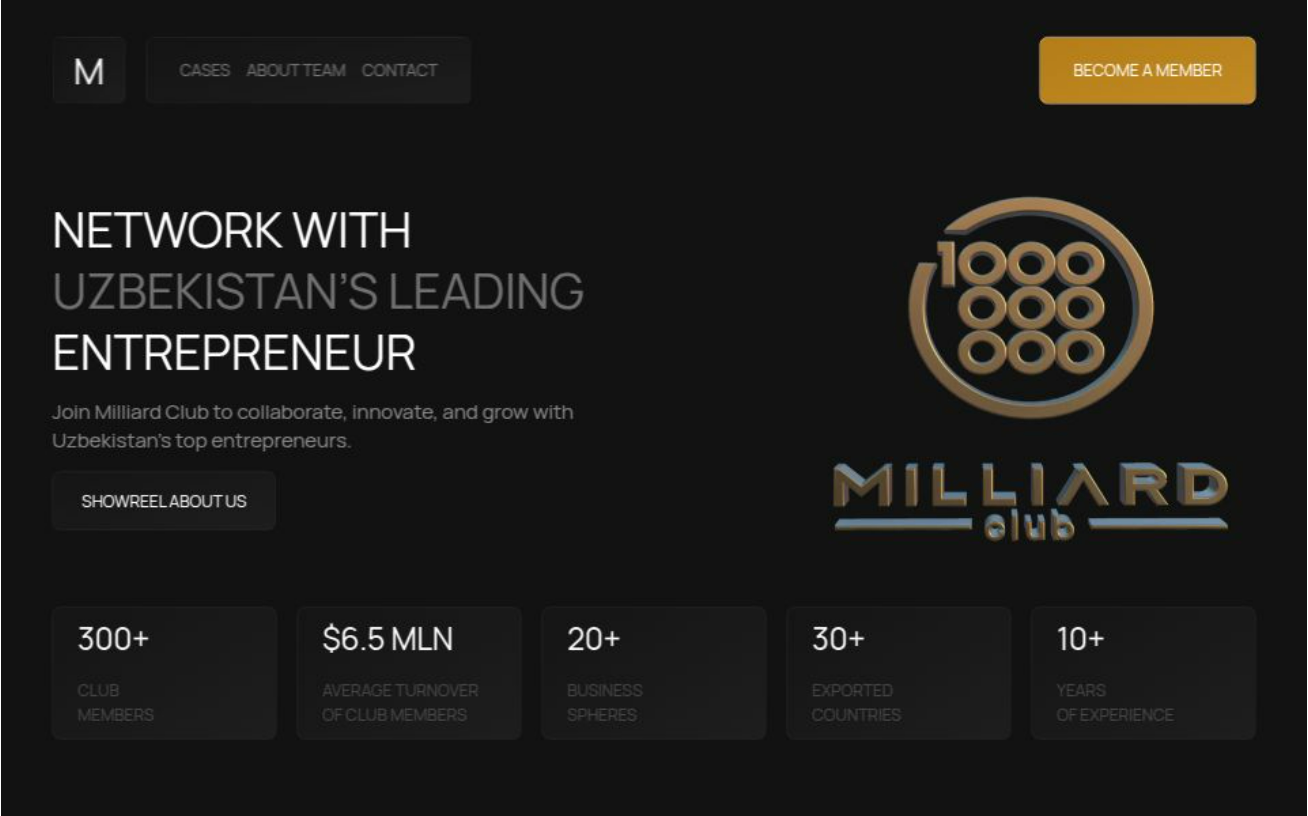 M
CASES ABOUT TEAM CONTACT
BECOME A MEMBER
NETWORK WITH
UZBEKISTAN'S LEADING
ENTREPRENEUR
Join Milliard Club to collaborate, innovate, and grow with
Uzbekistan's top entrepreneurs.
SHOWREEL ABOUT US
1000
000
000
MILLIARD
club
300+
CLUB
MEMBERS
$6.5 MLN
AVERAGE TURNOVER
OF CLUB MEMBERS
20+
BUSINESS
SPHERES
30+
EXPORTED
COUNTRIES
10+
YEARS
OF EXPERIENCE